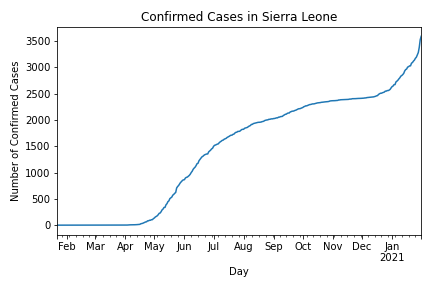 Confirmed Cases in Sierra Leone
3500
3000
2500
2000
1500
1000
500
0
Number of Confirmed Cases
Feb Mar Apr May Jun Jul Aug Sep Oct Nov Dec Jan
2021
Day